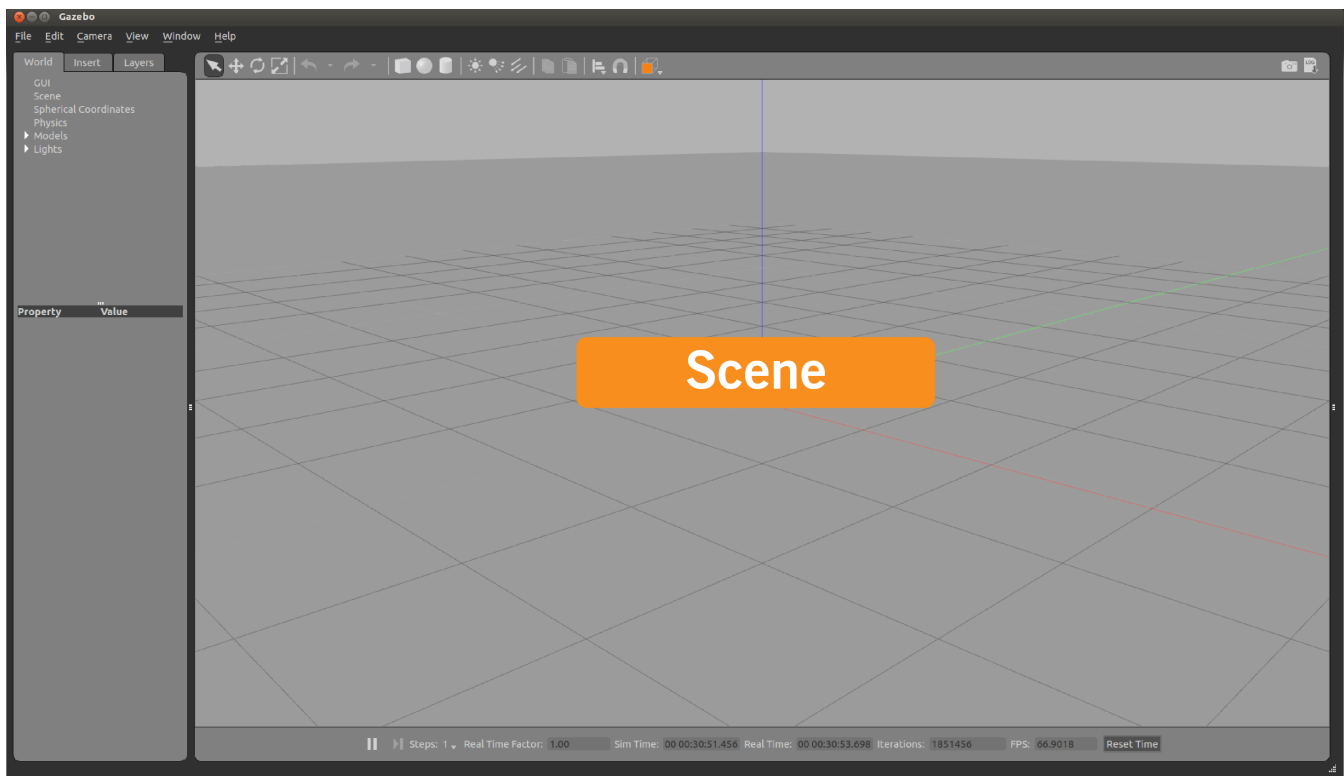 Gazebo
File Edit Camera View Window Help
World Insert Layers
GUI
Scene
Spherical Coordinates
Physics
Models
Lights
LOG
Property Value
Scene
Steps: 1 Real Time Factor: 1.00 Sim Time: 00 00:30:51.456 Real Time: 00 00:30:53.698 Iterations: 1851456 FPS: 66.9018 Reset Time